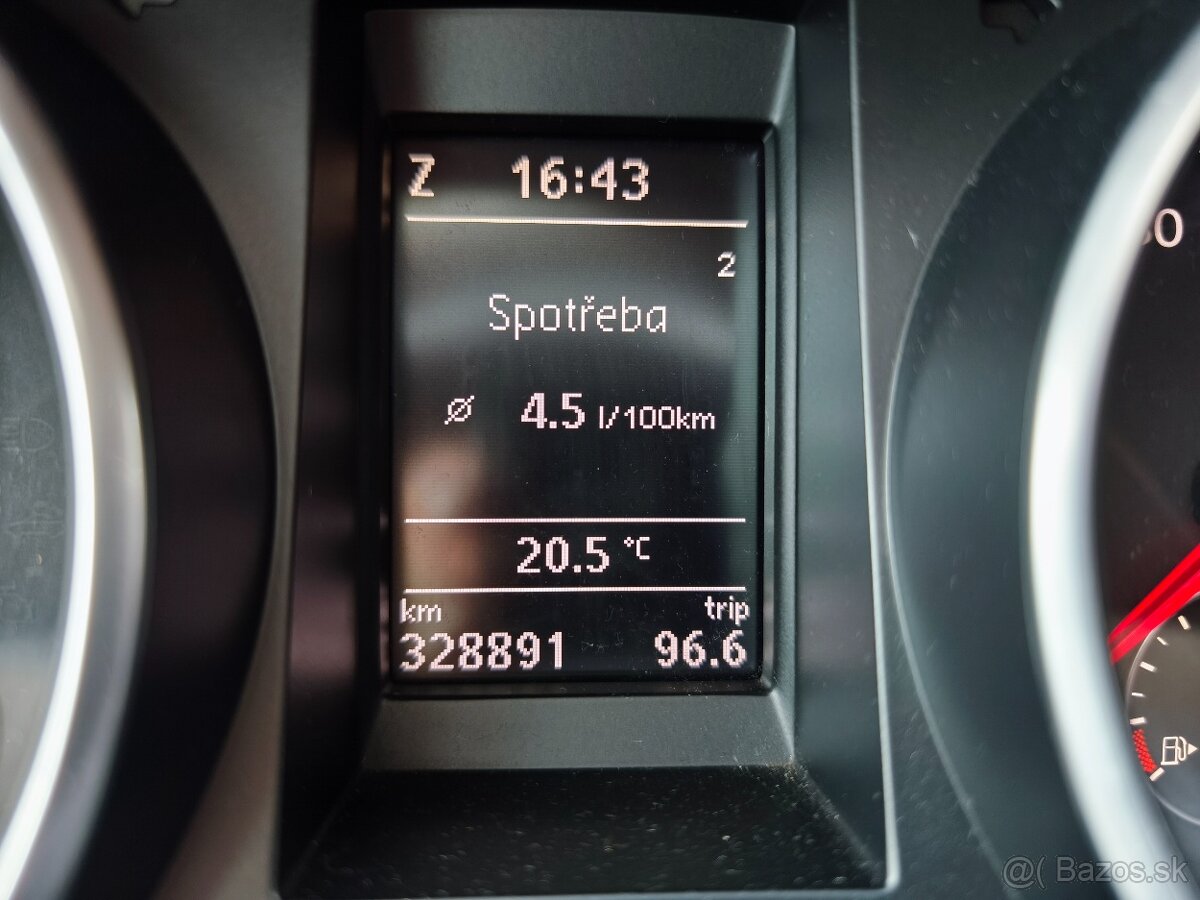 Z 16:43
2
Spotřeba
Ø 4.5 l/100km
20.5 °C
km trip
328891 96.6
@( Bazos.sk